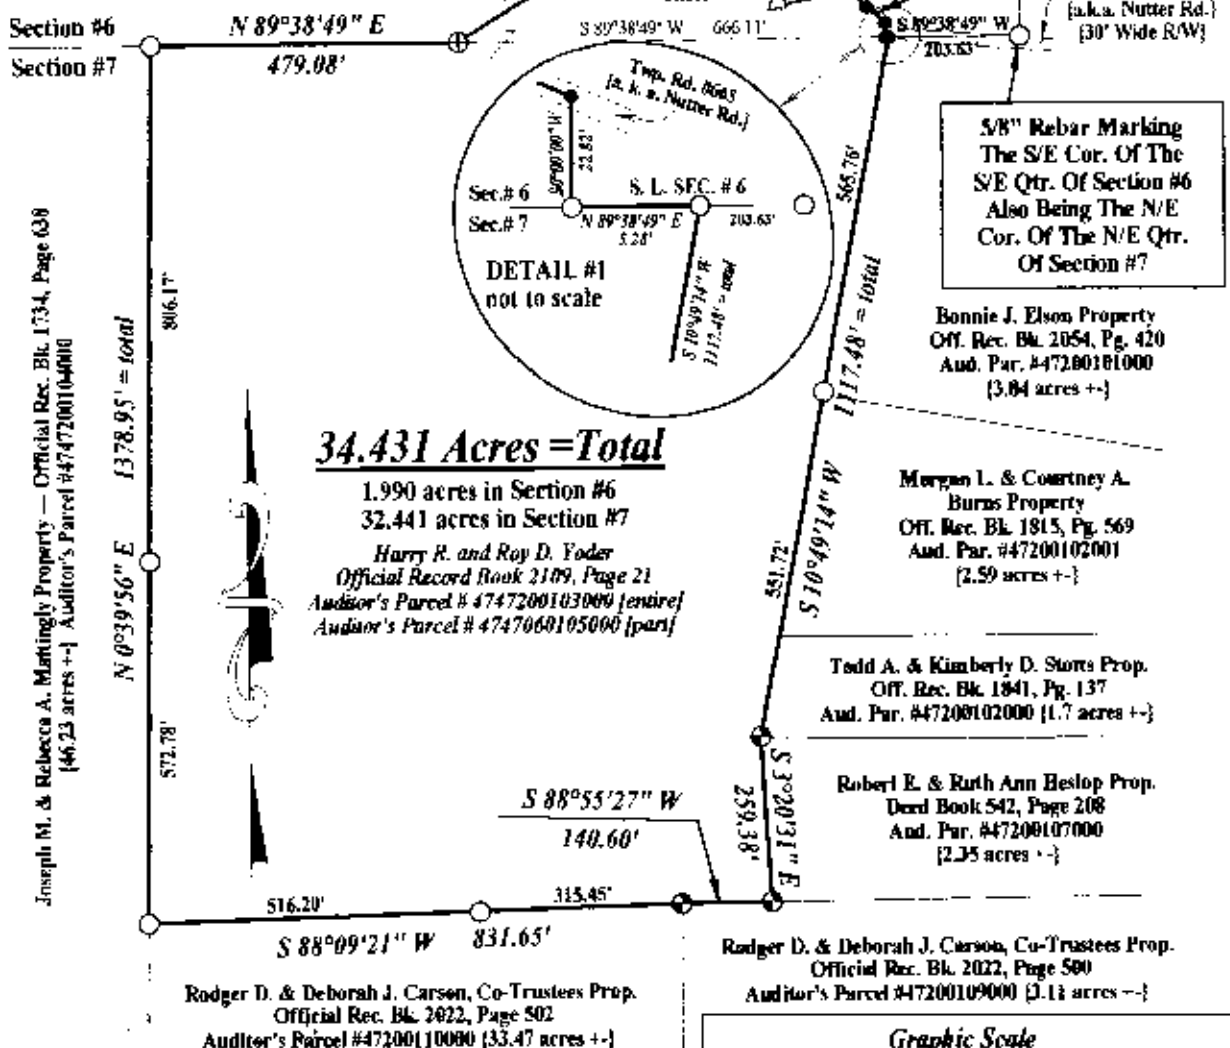 Section #6
Section #7
N 89°38'49" E
479.08'
S 89°38'49" W 666.11'
S 89°38'49" W
203.63'
[a.k.a. Nutter Rd.}
{30' Wide R/W]
Twp. Rd. #665
[a. k. a. Nutter Rd.}
22.82'
Sec.# 6
Sec.# 7
S. L. SEC. # 6
N 89°38'49" E
5.28'
203.63'
DETAIL #1
not to scale
S 10°49'14" W
1117.48' = total
5/8" Rebar Marking
The S/E Cor. Of The
S/E Qtr. Of Section #6
Also Being The N/E
Cor. Of The N/E Qtr.
Of Section #7
565.76'
1117.48' = total
S 10°49'14" W
551.72'
Bonnie J. Elson Property
Off. Rec. Bk. 2054, Pg. 420
Aud. Par. #47200101000
{3.84 acres +-}
Morgan L. & Courtney A.
Burns Property
Off. Rec. Bk. 1815, Pg. 569
Aud. Par. #47200102001
{2.59 acres +-}
Todd A. & Kimberly D. Storts Prop.
Off. Rec. Bk. 1841, Pg. 137
Aud. Par. #47200102000 {1.7 acres +-}
Robert E. & Ruth Ann Heslop Prop.
Deed Book 542, Page 208
Aud. Par. #47200107000
{2.35 acres +-}
Joseph M. & Rebecca A. Mattingly Property — Official Rec. Bk. 1734, Page 638
{46.23 acres +-} Auditor's Parcel #4747200104000
N 0°39'56" E 1378.95' = total
806.17'
572.78'
34.431 Acres =Total
1.990 acres in Section #6
32.441 acres in Section #7
Harry R. and Roy D. Yoder
Official Record Book 2109, Page 21
Auditor's Parcel # 4747200103000 [entire]
Auditor's Parcel # 4747060105000 [part]
S 88°55'27" W
140.60'
259.38'
S 3°20'31" E
516.20'
315.45'
S 88°09'21" W 831.65'
Rodger D. & Deborah J. Carson, Co-Trustees Prop.
Official Rec. Bk. 2022, Page 502
Auditor's Parcel #47200110000 {33.47 acres +-}
Rodger D. & Deborah J. Carson, Co-Trustees Prop.
Official Rec. Bk. 2022, Page 500
Auditor's Parcel #47200109000 {3.11 acres +-}
Graphic Scale